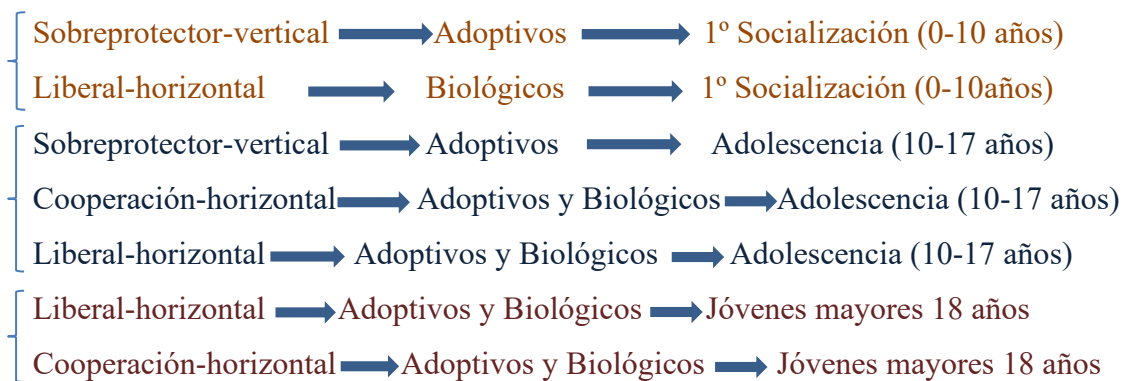 Sobreprotector-vertical Adoptivos 1º Socialización (0-10 años)
Liberal-horizontal Biológicos 1º Socialización (0-10años)
Sobreprotector-vertical Adoptivos Adolescencia (10-17 años)
Cooperación-horizontal Adoptivos y Biológicos Adolescencia (10-17 años)
Liberal-horizontal Adoptivos y Biológicos Adolescencia (10-17 años)
Liberal-horizontal Adoptivos y Biológicos Jóvenes mayores 18 años
Cooperación-horizontal Adoptivos y Biológicos Jóvenes mayores 18 años